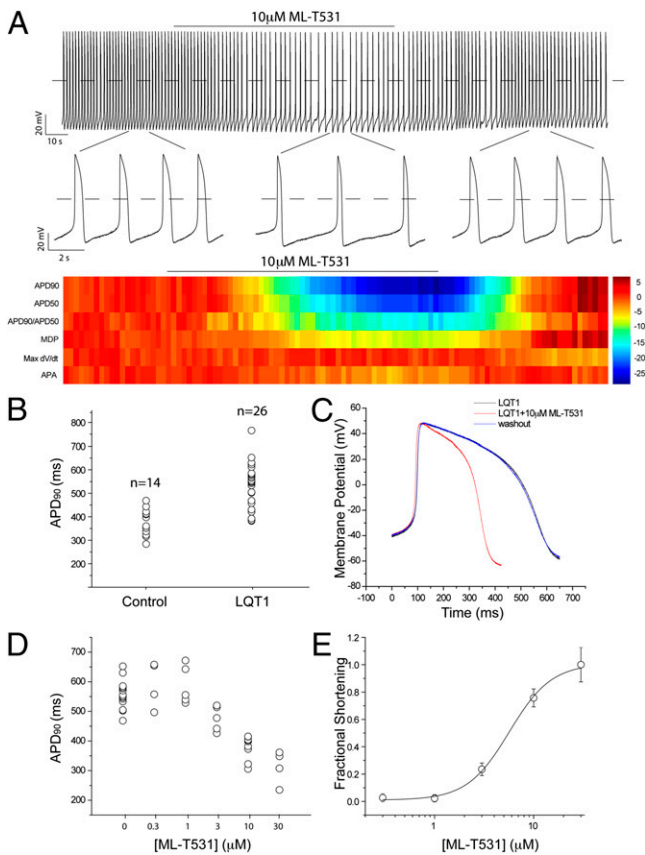 A
10µM ML-T531
20 mV
10 s
20 mV
2 s
10µM ML-T531
APD90
APD50
APD90/APD50
MDP
Max dV/dt
APA
5
0
-5
-10
-15
-20
-25
B
n=26
n=14
800
700
600
500
400
300
200
APD90 (ms)
Control
LQT1
C
LQT1
LQT1+10µM ML-T531
washout
60
40
20
0
-20
-40
-60
-80
Membrane Potential (mV)
-100
0
100
200
300
400
500
600
700
Time (ms)
D
800
700
600
500
400
300
200
APD90 (ms)
0
0.3
1
3
10
30
[ML-T531] (µM)
E
1.2
1.0
0.8
0.6
0.4
0.2
0.0
Fractional Shortening
1
10
[ML-T531] (µM)